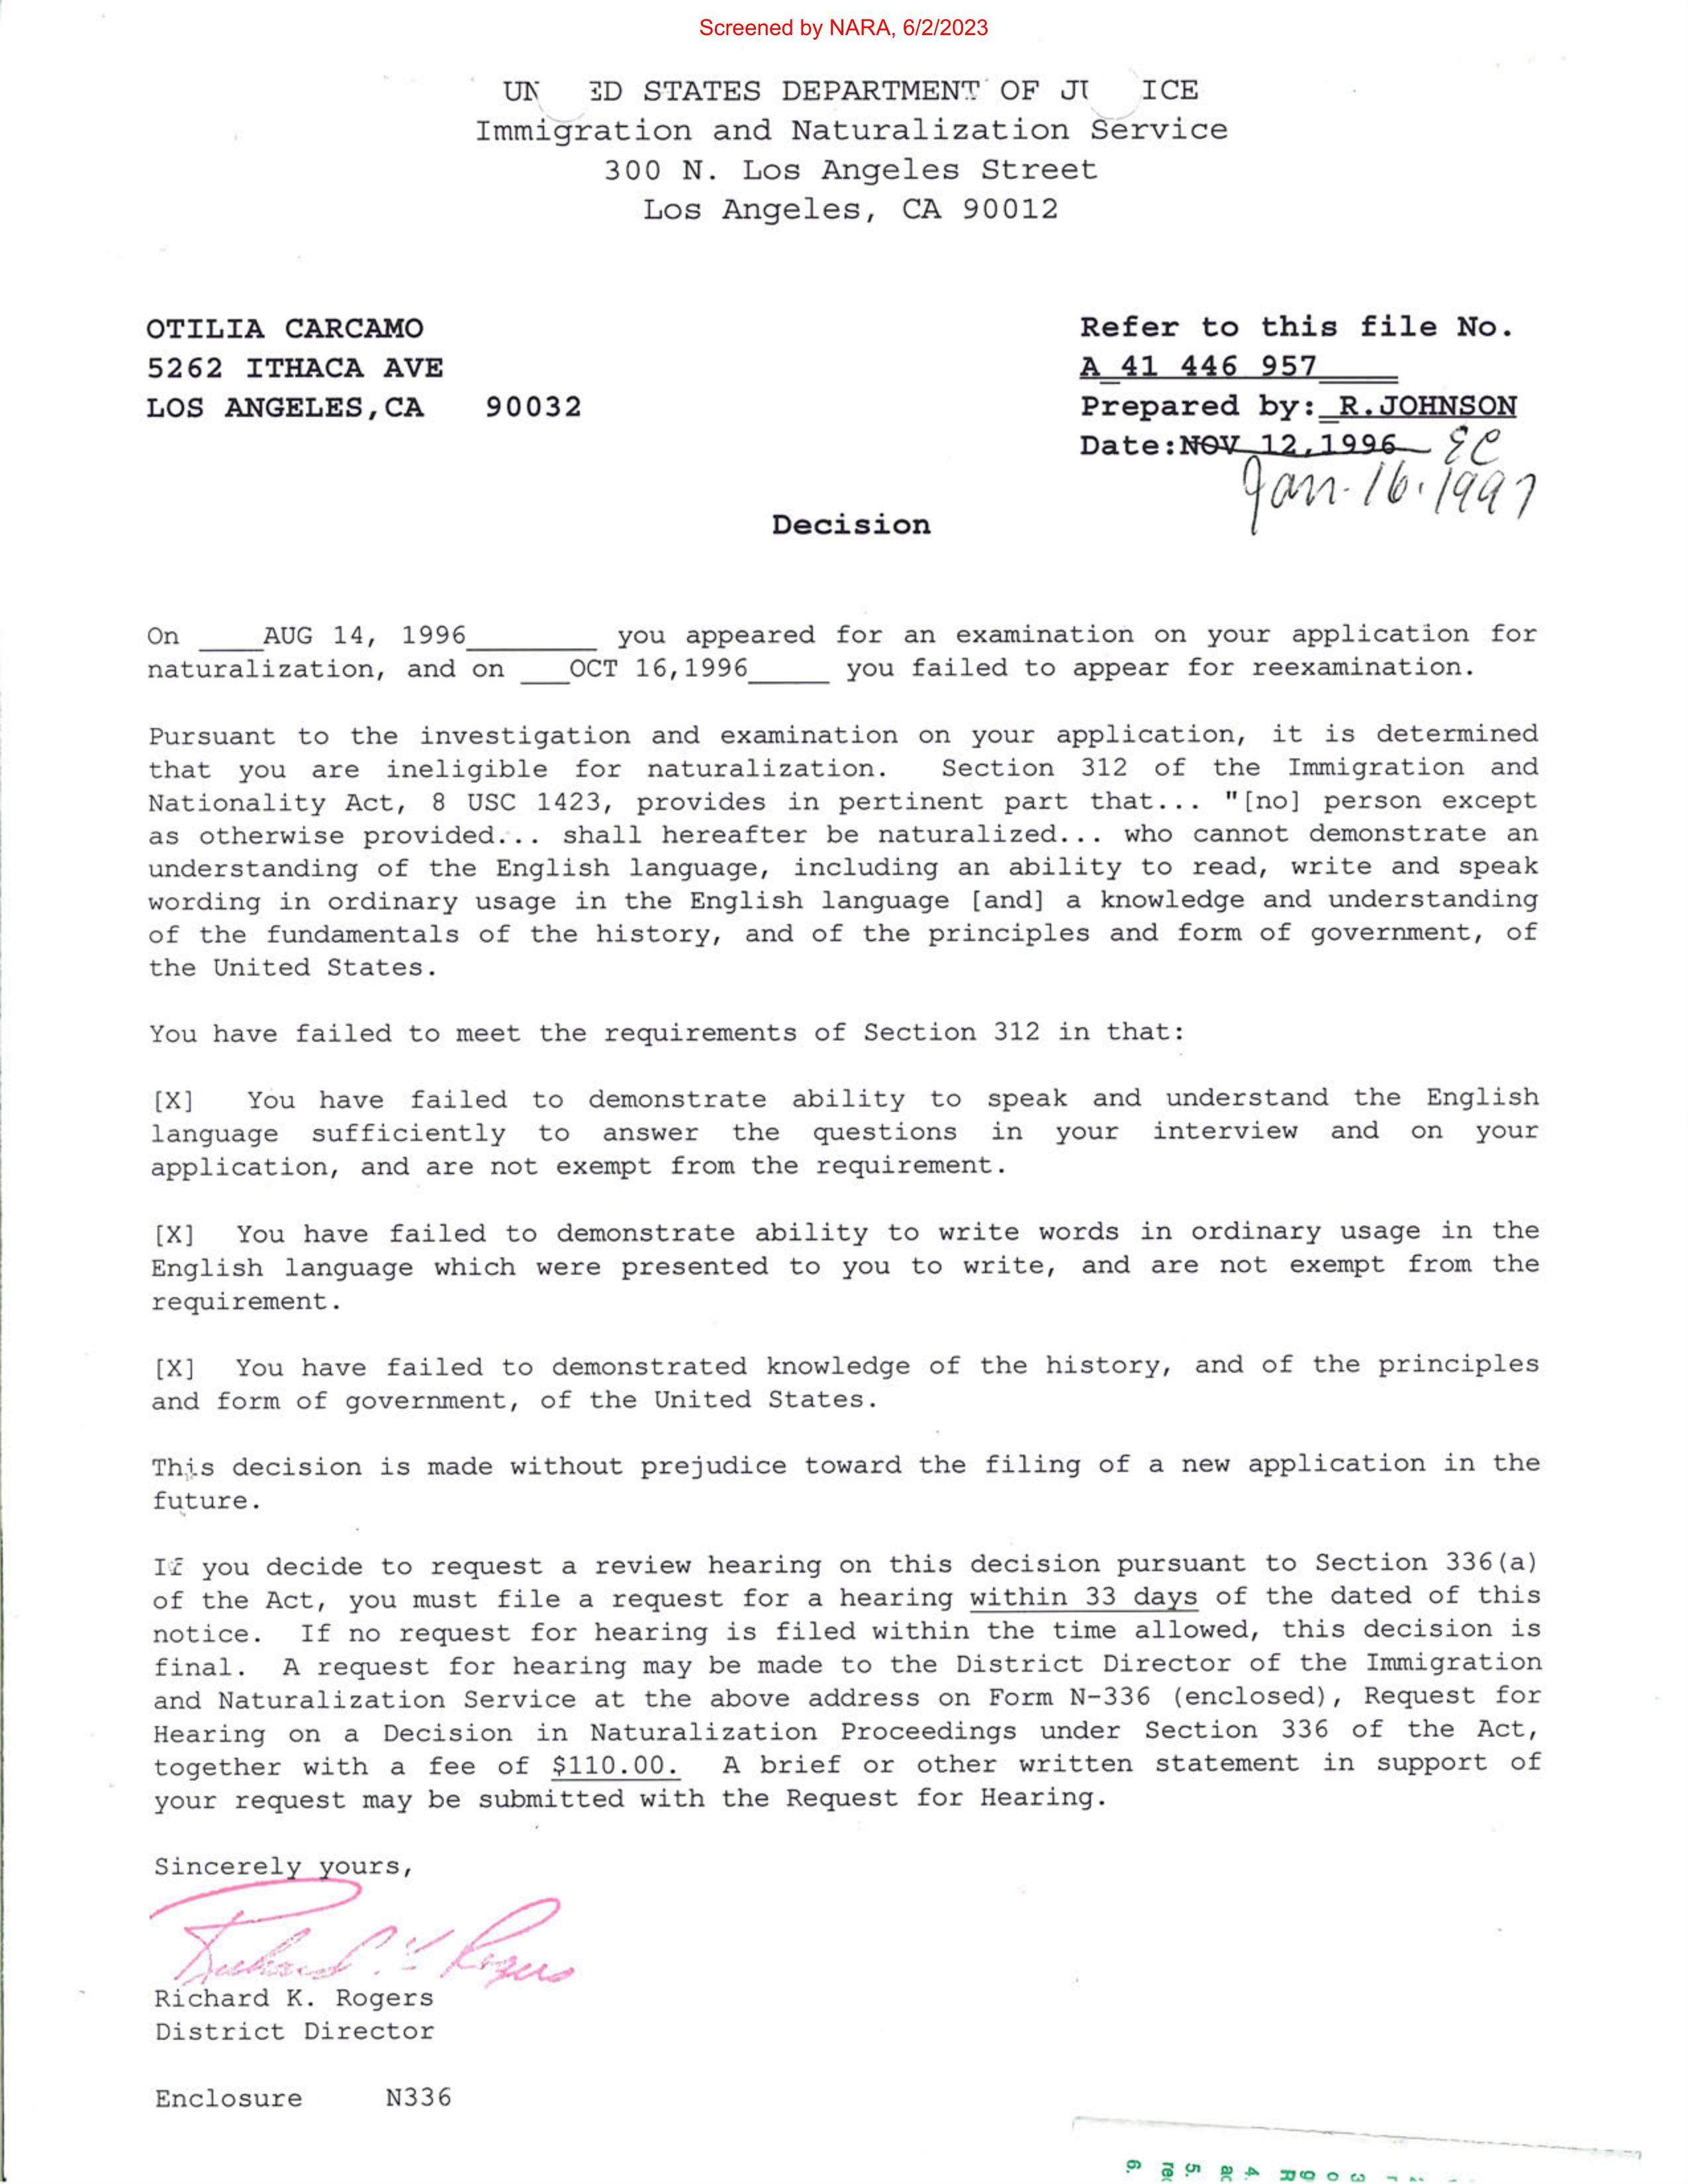 Screened by NARA, 6/2/2023
UN ED STATES DEPARTMENT OF JU ICE
Immigration and Naturalization Service
300 N. Los Angeles Street
Los Angeles, CA 90012
OTILIA CARCAMO
5262 ITHACA AVE
LOS ANGELES,CA 90032
Refer to this file No.
A 41 446 957
Prepared by: R.JOHNSON
Date:NOV 12,1996 EC
Jan. 16. 1997
Decision
On ____AUG 14, 1996________ you appeared for an examination on your application for
naturalization, and on ___OCT 16,1996_____ you failed to appear for reexamination.
Pursuant to the investigation and examination on your application, it is determined
that you are ineligible for naturalization. Section 312 of the Immigration and
Nationality Act, 8 USC 1423, provides in pertinent part that... "[no] person except
as otherwise provided... shall hereafter be naturalized... who cannot demonstrate an
understanding of the English language, including an ability to read, write and speak
wording in ordinary usage in the English language [and] a knowledge and understanding
of the fundamentals of the history, and of the principles and form of government, of
the United States.
You have failed to meet the requirements of Section 312 in that:
[X] You have failed to demonstrate ability to speak and understand the English
language sufficiently to answer the questions in your interview and on your
application, and are not exempt from the requirement.
[X] You have failed to demonstrate ability to write words in ordinary usage in the
English language which were presented to you to write, and are not exempt from the
requirement.
[X] You have failed to demonstrated knowledge of the history, and of the principles
and form of government, of the United States.
This decision is made without prejudice toward the filing of a new application in the
future.
If you decide to request a review hearing on this decision pursuant to Section 336(a)
of the Act, you must file a request for a hearing within 33 days of the dated of this
notice. If no request for hearing is filed within the time allowed, this decision is
final. A request for hearing may be made to the District Director of the Immigration
and Naturalization Service at the above address on Form N-336 (enclosed), Request for
Hearing on a Decision in Naturalization Proceedings under Section 336 of the Act,
together with a fee of $110.00. A brief or other written statement in support of
your request may be submitted with the Request for Hearing.
Sincerely yours,
Richard K. Rogers
Richard K. Rogers
District Director
Enclosure N336